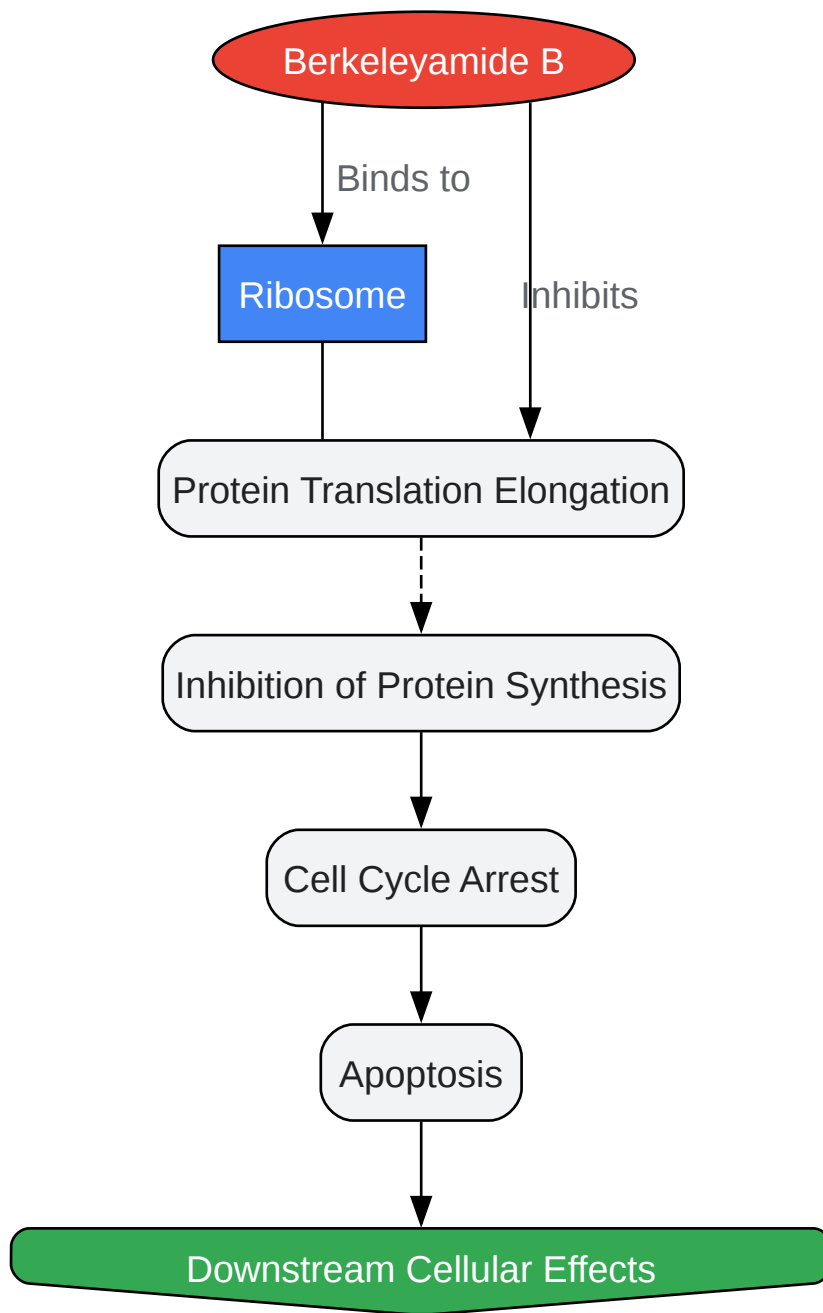 Berkeleyamide B
Binds to
Ribosome
Inhibits
Protein Translation Elongation
Inhibition of Protein Synthesis
Cell Cycle Arrest
Apoptosis
Downstream Cellular Effects